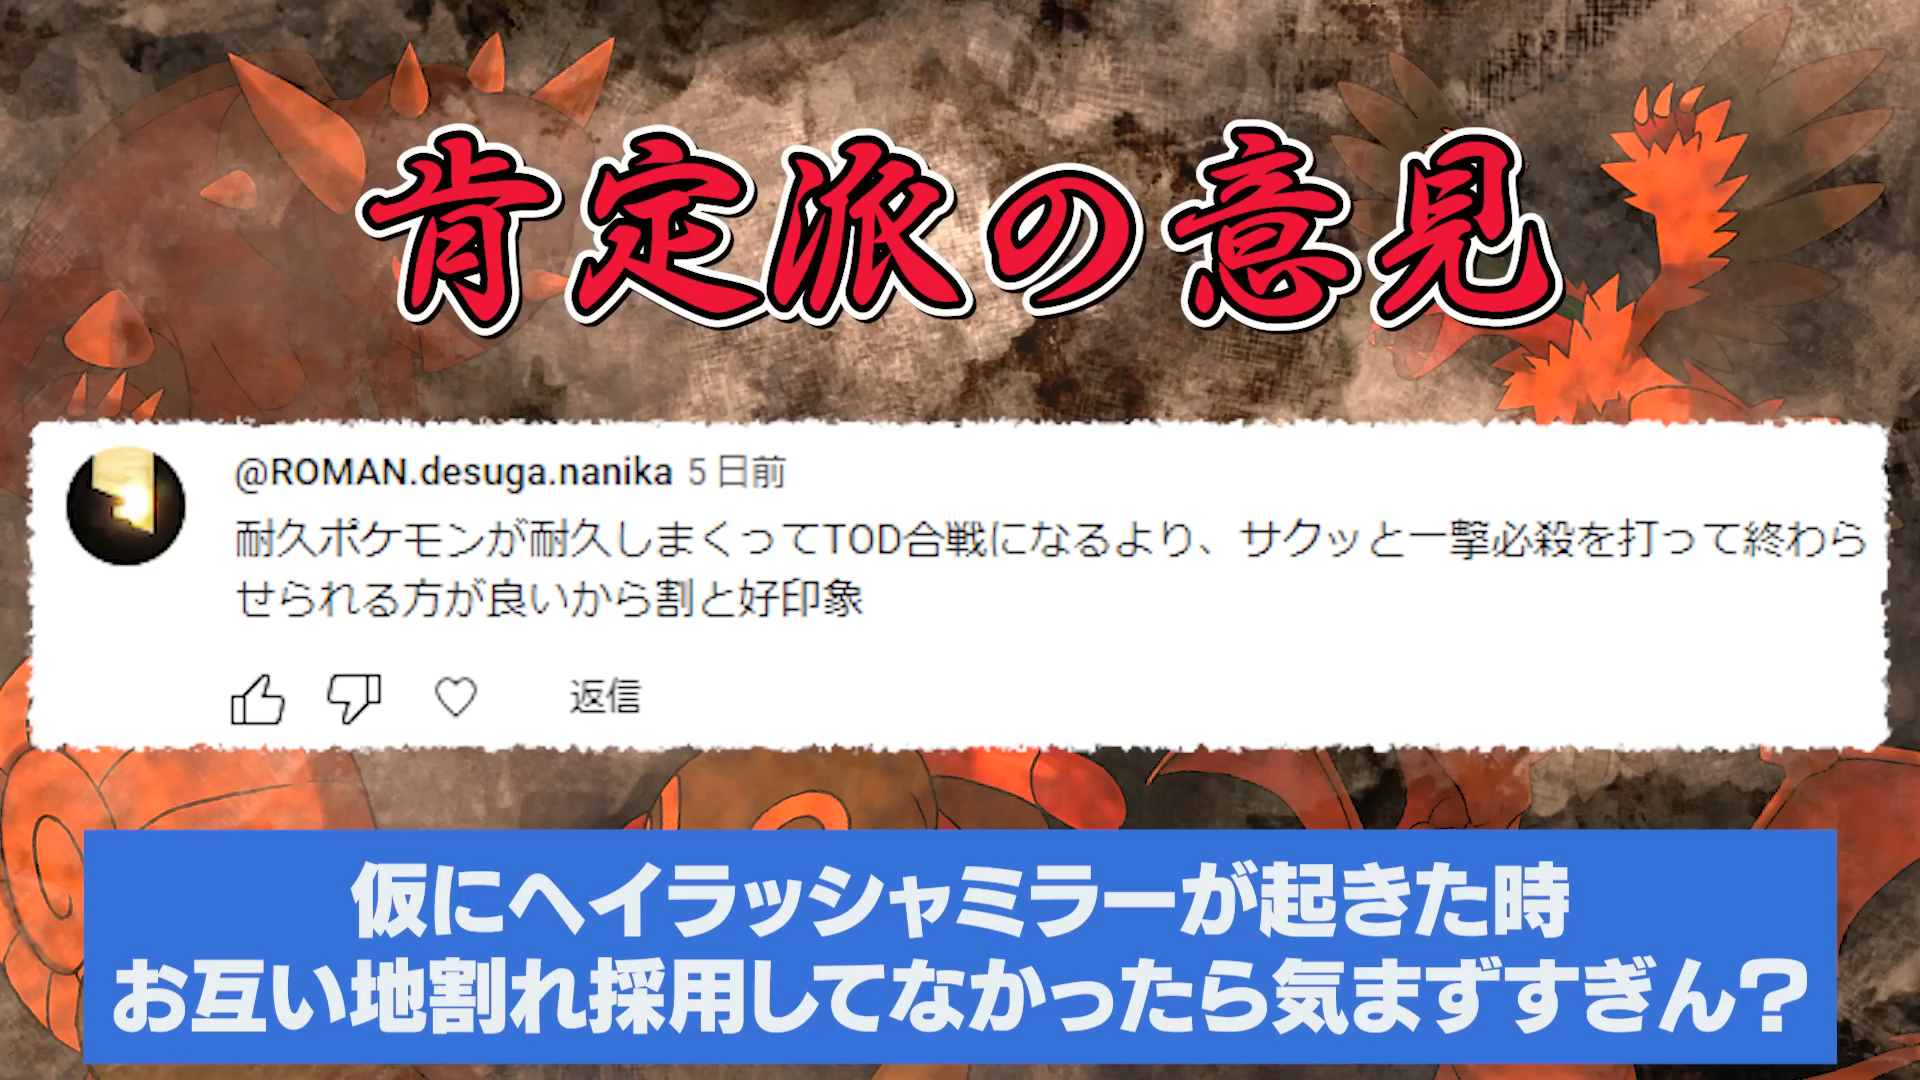 肯定派の意見
@ROMAN.desuga.nanika 5 日前
耐久ポケモンが耐久しまくってTOD合戦になるより、サクッと一撃必殺を打って終わら
せられる方が良いから割と好印象
返信
仮にヘイラッシャミラーが起きた時
お互い地割れ採用してなかったら気まずすぎん？